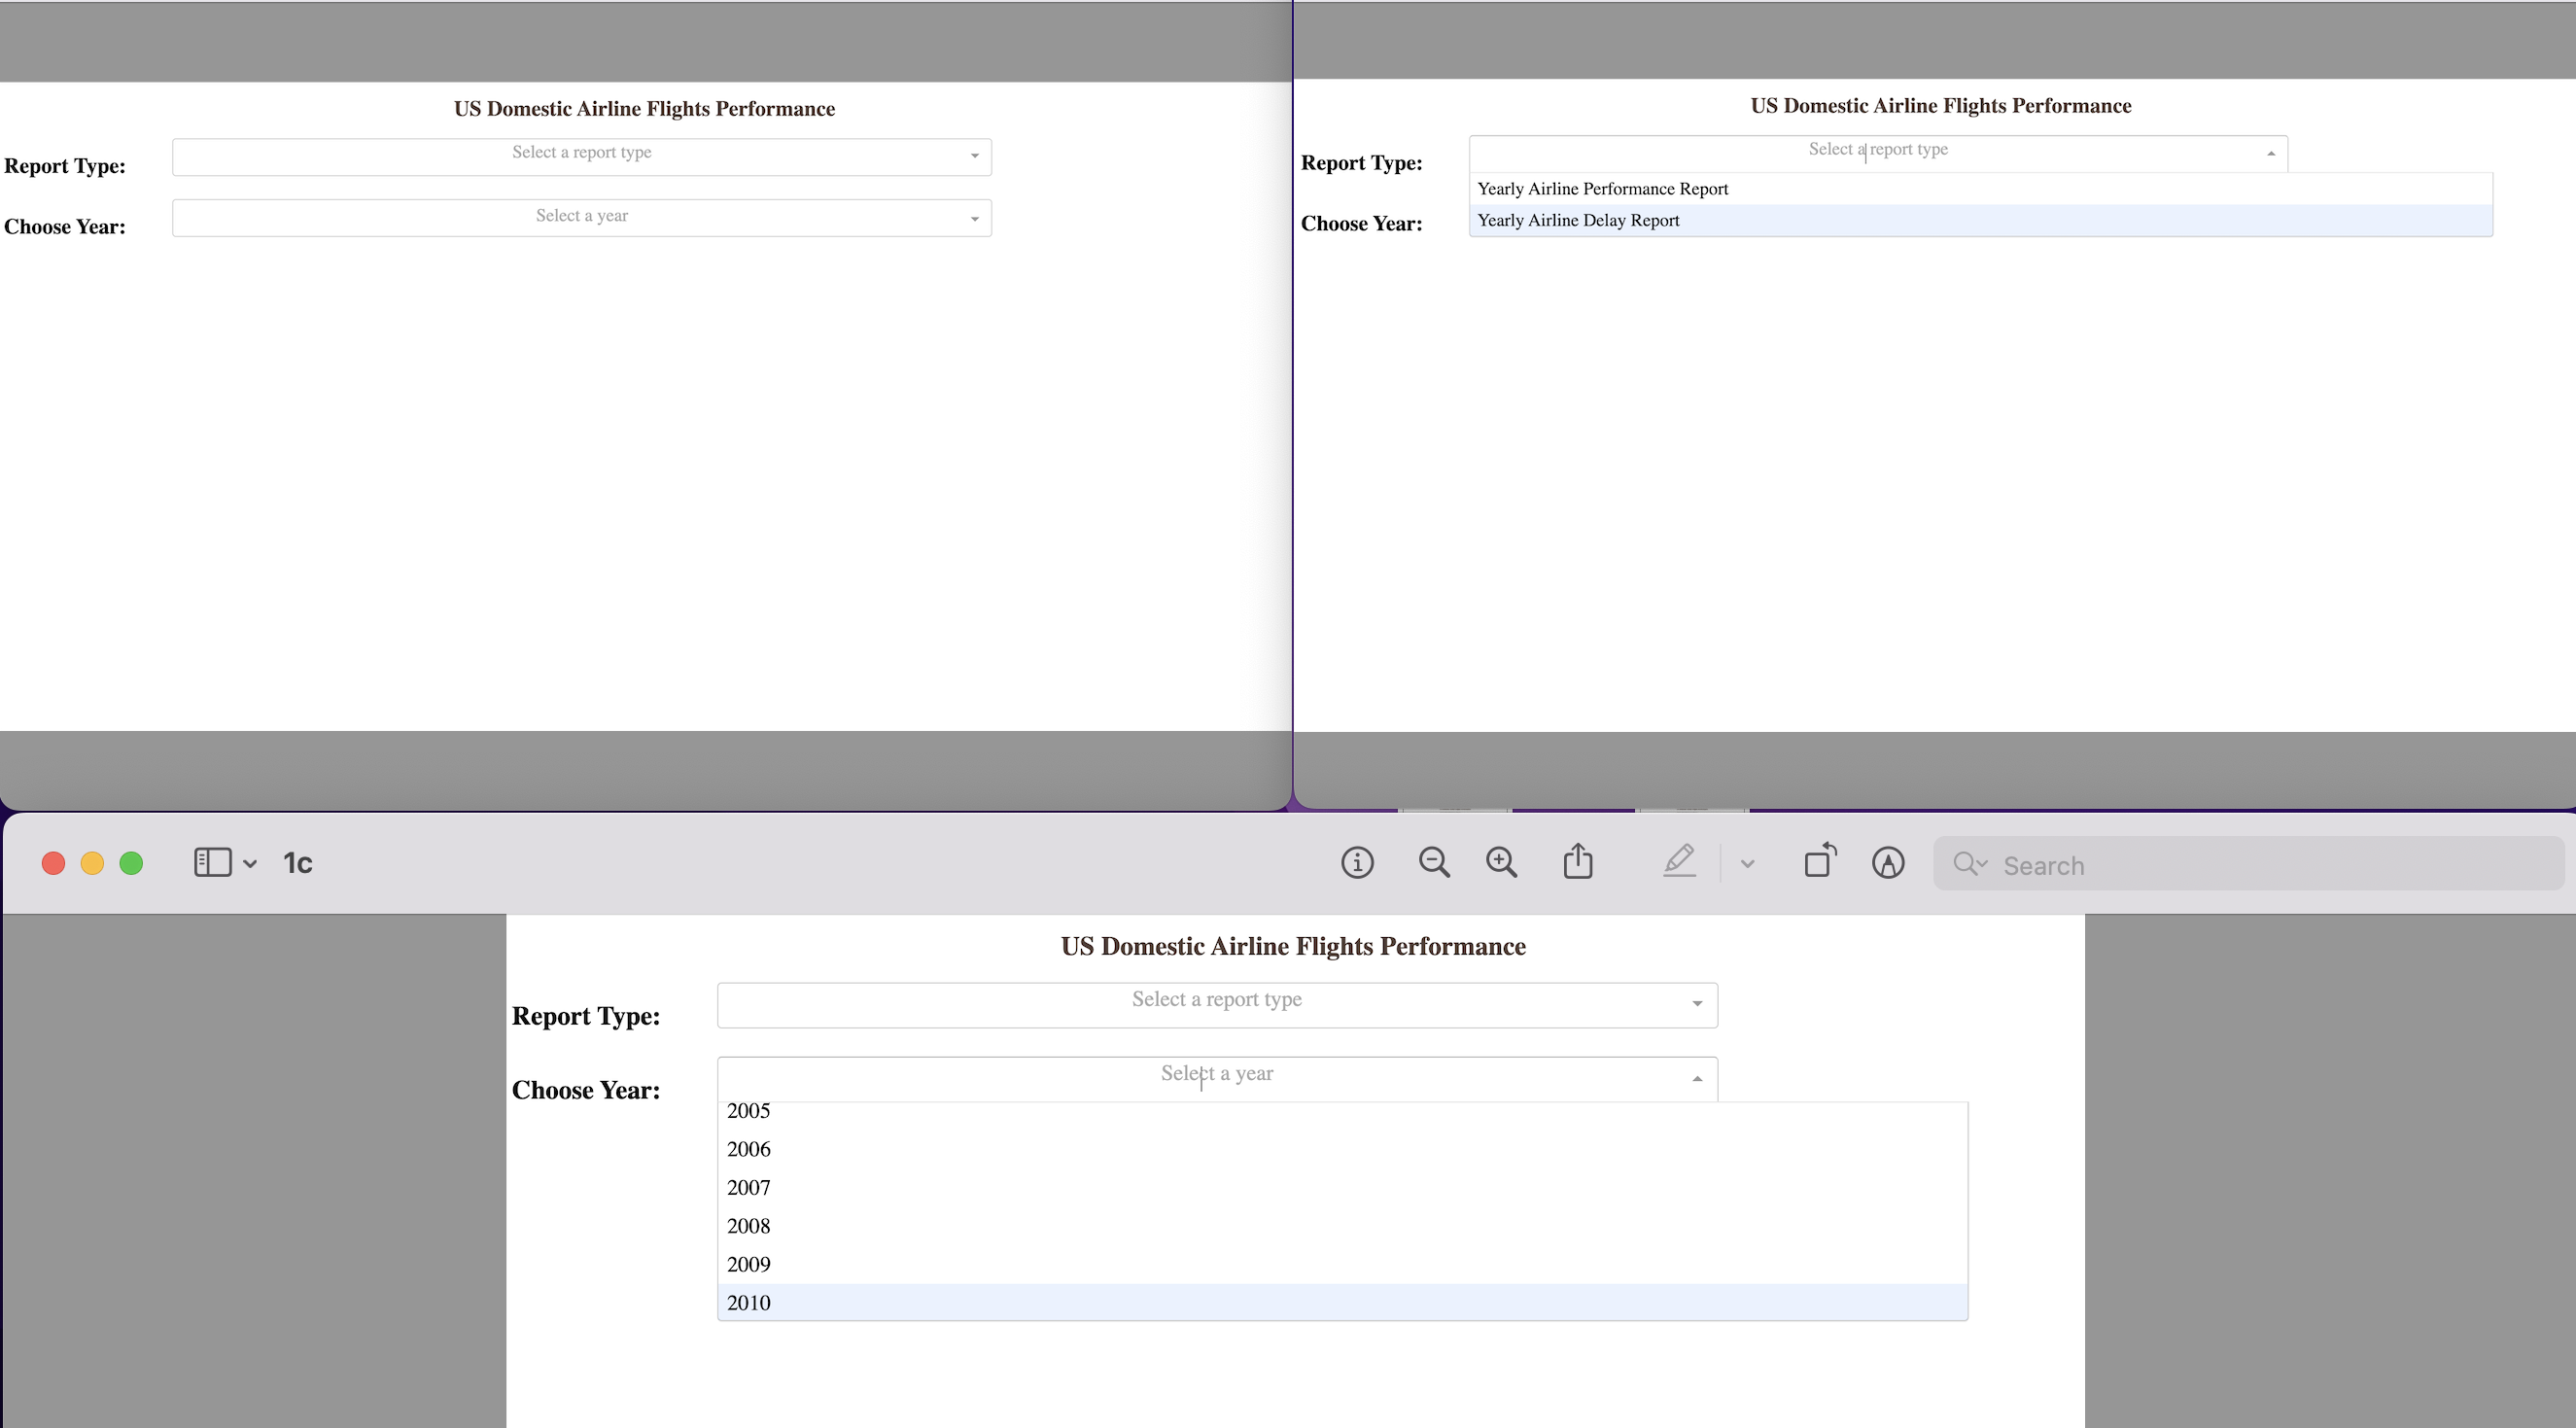 US Domestic Airline Flights Performance
Report Type:
Select a report type
Choose Year:
Select a year
US Domestic Airline Flights Performance
Report Type:
Select a report type
Yearly Airline Performance Report
Choose Year:
Yearly Airline Delay Report
1c
Search
US Domestic Airline Flights Performance
Report Type:
Select a report type
Choose Year:
Select a year
2005
2006
2007
2008
2009
2010